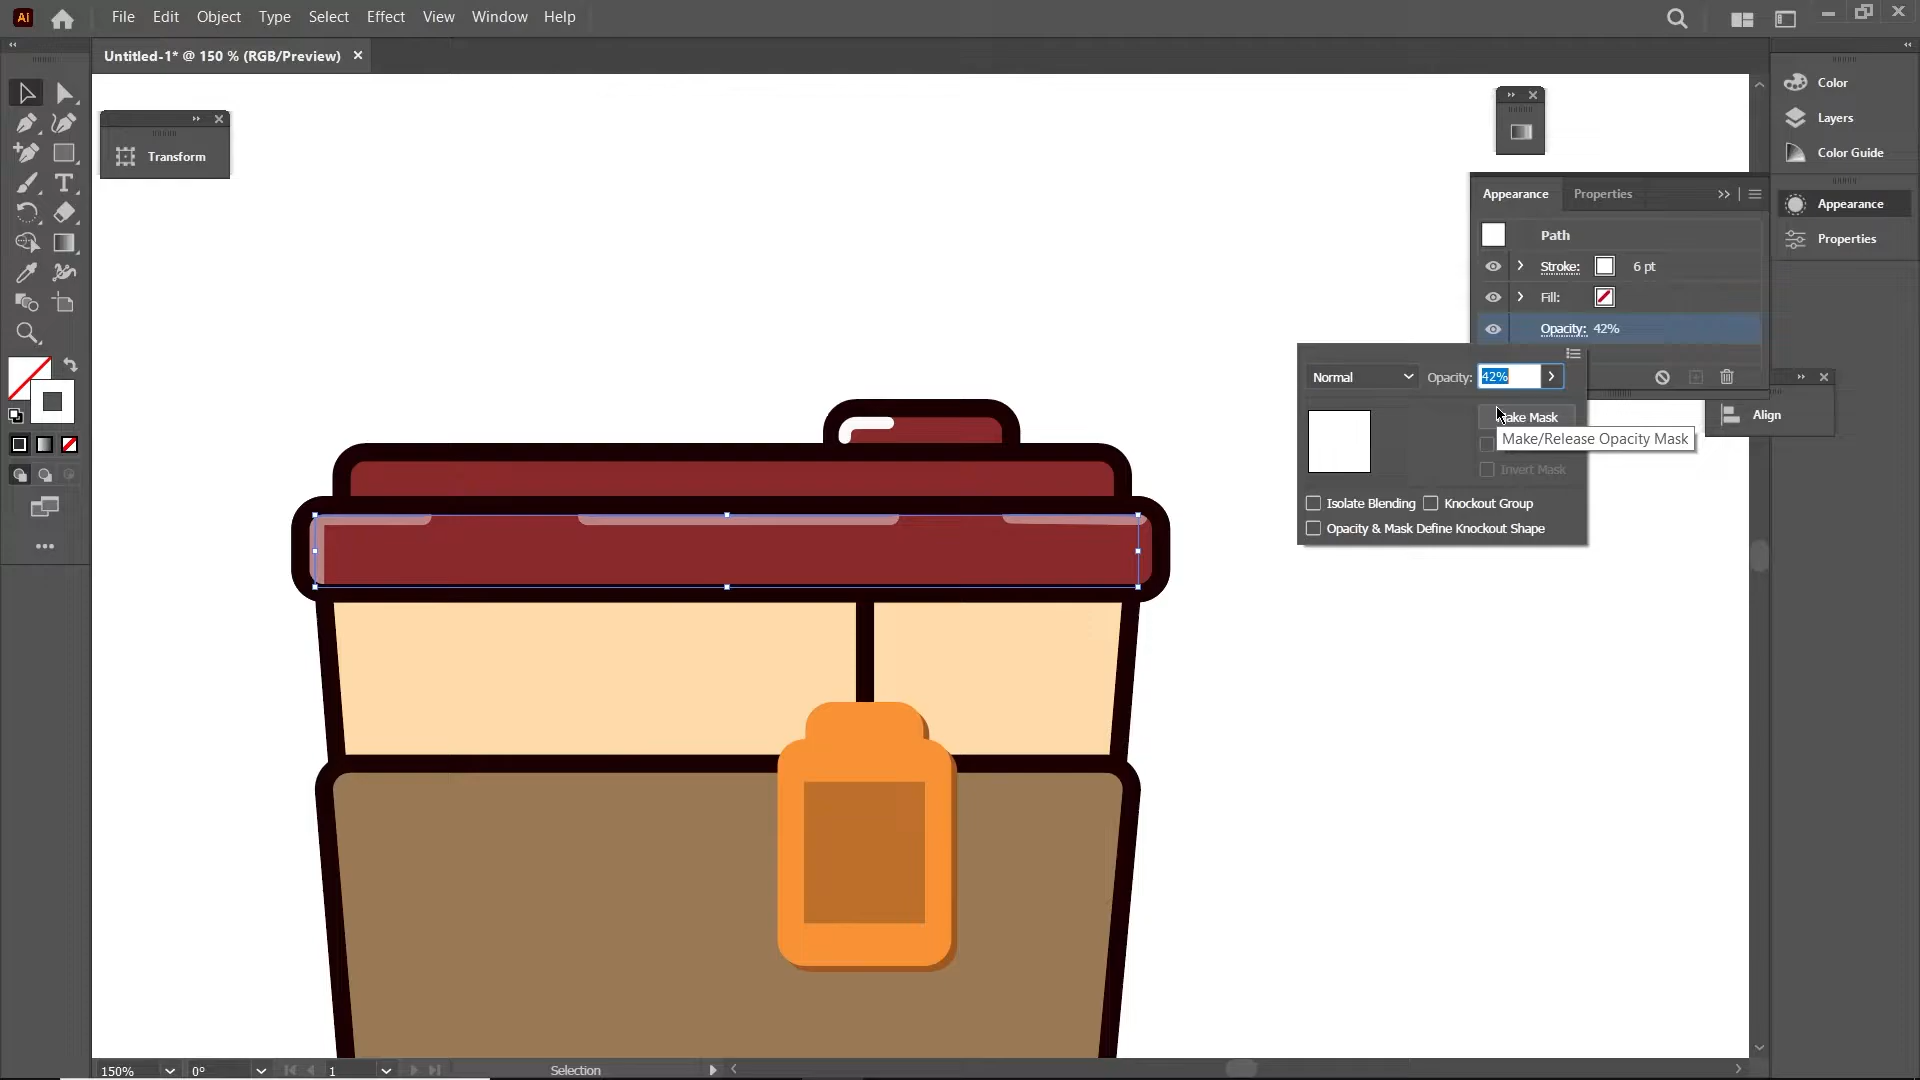 Ai File Edit Object Type Select Effect View Window Help
Untitled-1* @ 150 % (RGB/Preview)
Transform
Color
Layers
Color Guide
Appearance
Properties
Appearance Properties
Path
Stroke: 6 pt
Fill:
Opacity: 42%
Normal Opacity: 42%
Make Mask
Make/Release Opacity Mask
Invert Mask
Isolate Blending Knockout Group
Opacity & Mask Define Knockout Shape
Align
150% 0° 1 Selection